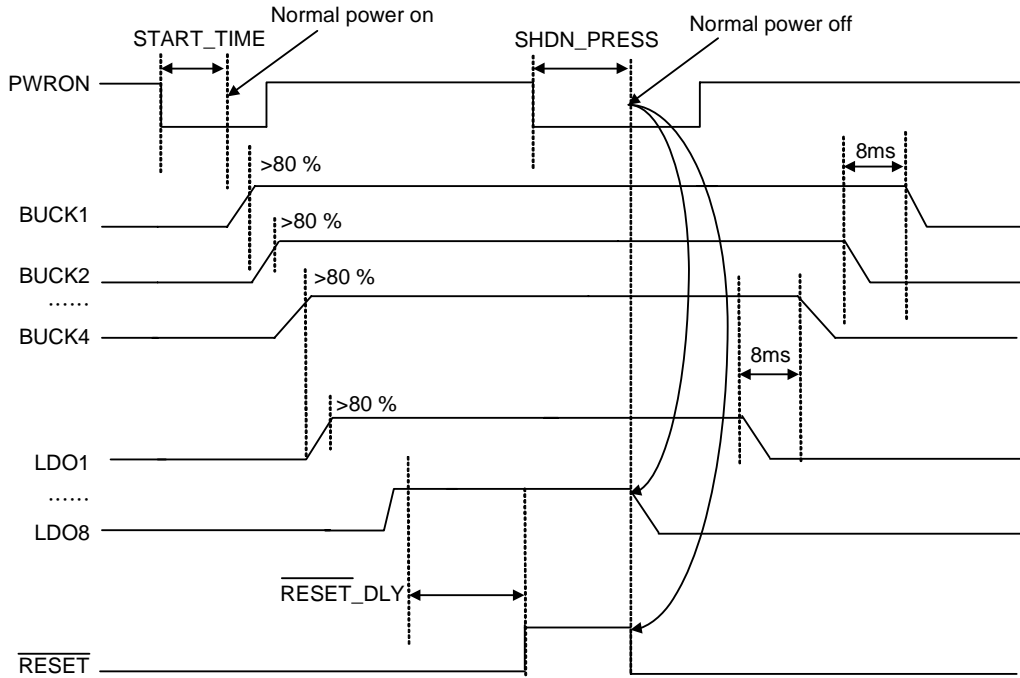 Normal power on
START_TIME
SHDN_PRESS
Normal power off
PWRON
8ms
>80 %
BUCK1
>80 %
BUCK2
......
>80 %
BUCK4
8ms
>80 %
LDO1
......
LDO8
RESET_DLY
RESET